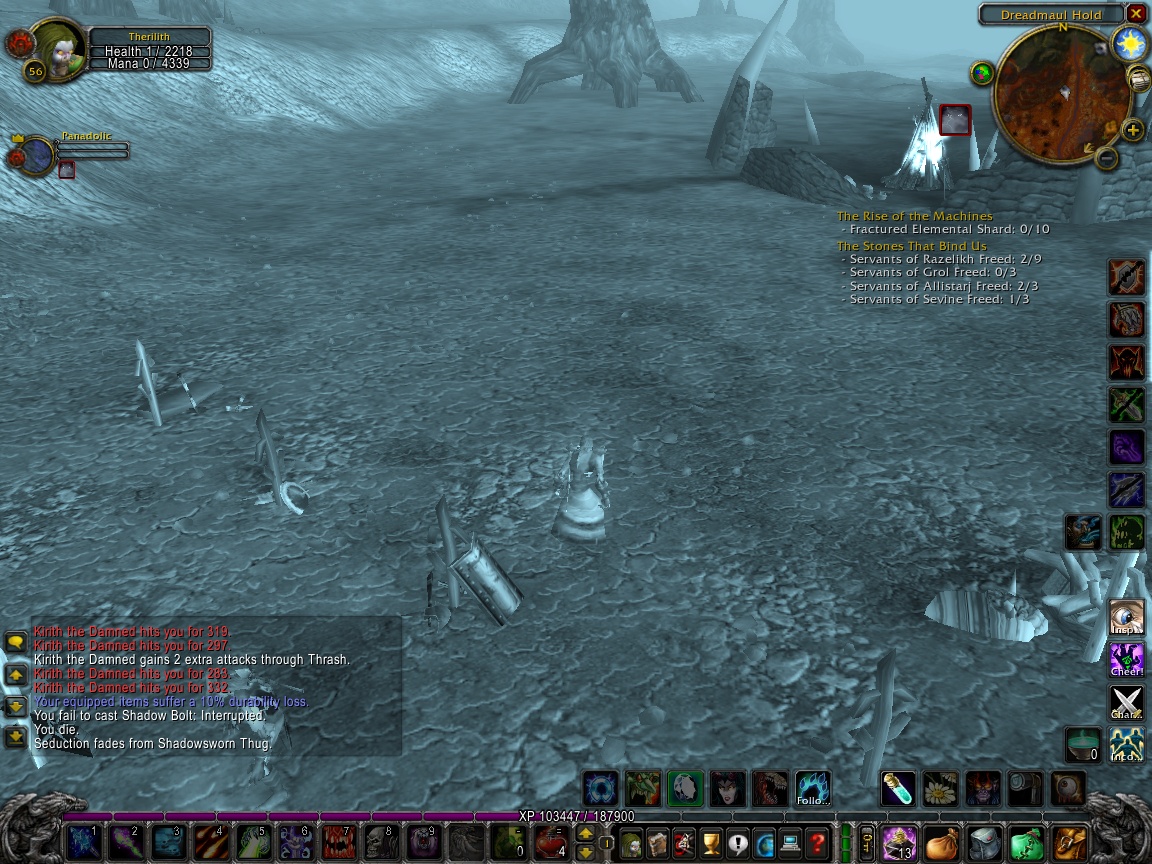 Therilith
Health 1 / 2218
Mana 0 / 4339
56
Panadolic
Dreadmaul Hold
N
The Rise of the Machines
- Fractured Elemental Shard: 0/10
The Stones That Bind Us
- Servants of Razelikh Freed: 2/9
- Servants of Grol Freed: 0/3
- Servants of Allistarj Freed: 2/3
- Servants of Sevine Freed: 1/3
Kirith the Damned hits you for 319.
Kirith the Damned hits you for 297.
Kirith the Damned gains 2 extra attacks through Thrash.
Kirith the Damned hits you for 283.
Kirith the Damned hits you for 332.
Your equipped items suffer a 10% durability loss.
You fail to cast Shadow Bolt: Interrupted.
You die.
Seduction fades from Shadowsworn Thug.
Insp...
Cheer!
Char...
0
Incd...
Follo...
XP 103447 / 187900
1
2
3
4
5
6
7
8
9
0
4
1
13